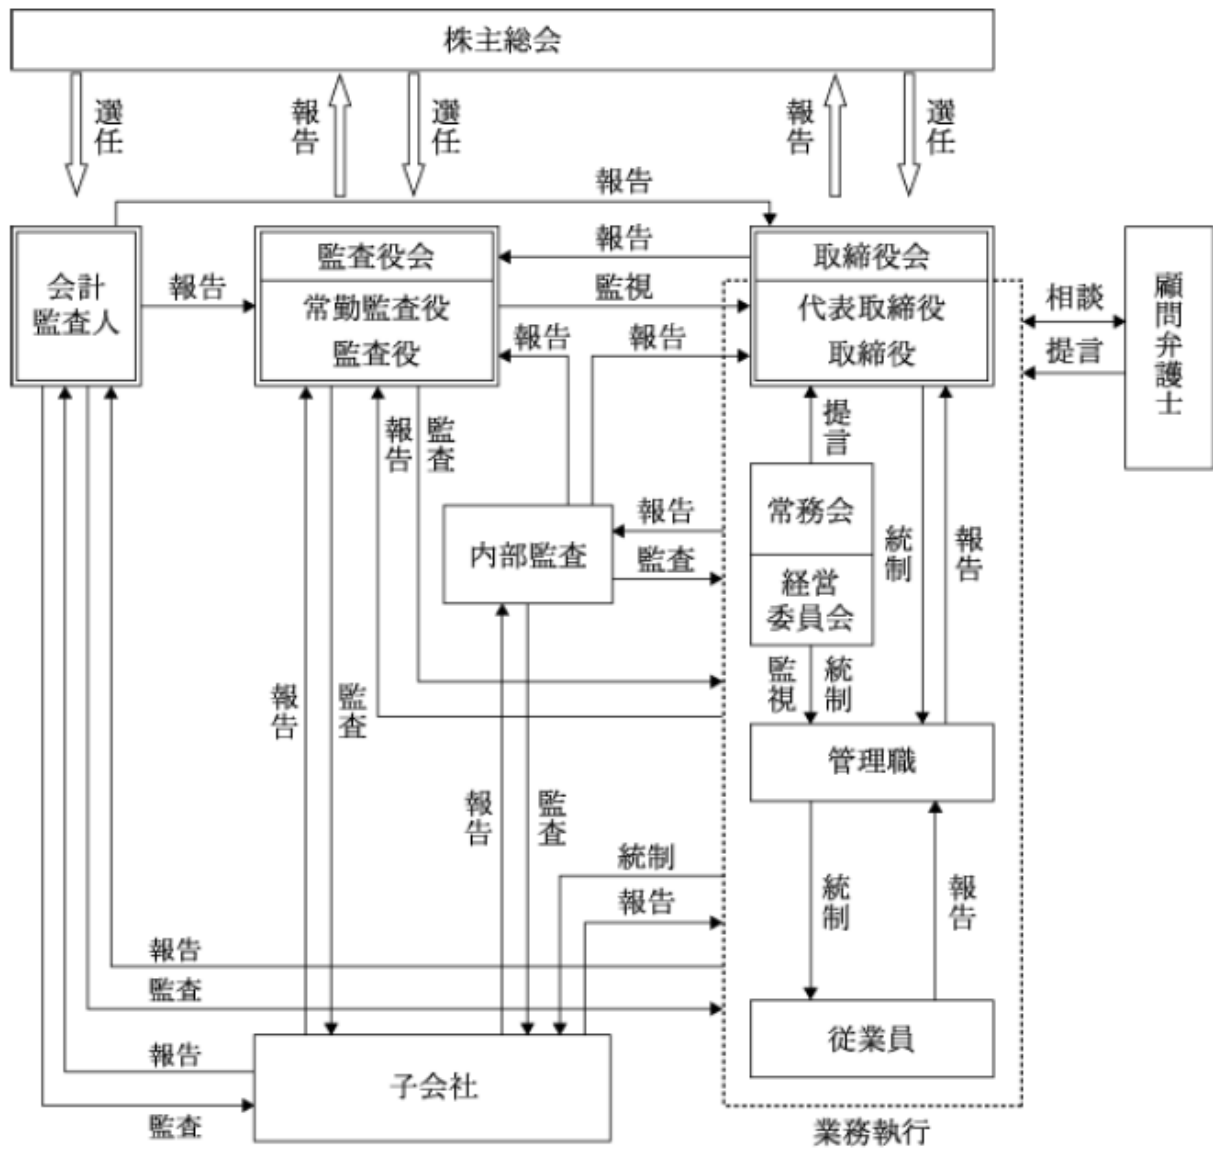 株主総会
選任
報告
選任
報告
選任
報告
会計
監査人
報告
監査役会
常勤監査役
監査役
報告
監視
報告
報告
取締役会
代表取締役
取締役
相談
提言
顧問弁護士
報告
監査
提言
常務会
経営
委員会
統制
報告
内部監査
報告
監査
報告
監査
監視
統制
管理職
報告
監査
統制
報告
統制
報告
報告
監査
従業員
報告
監査
子会社
業務執行